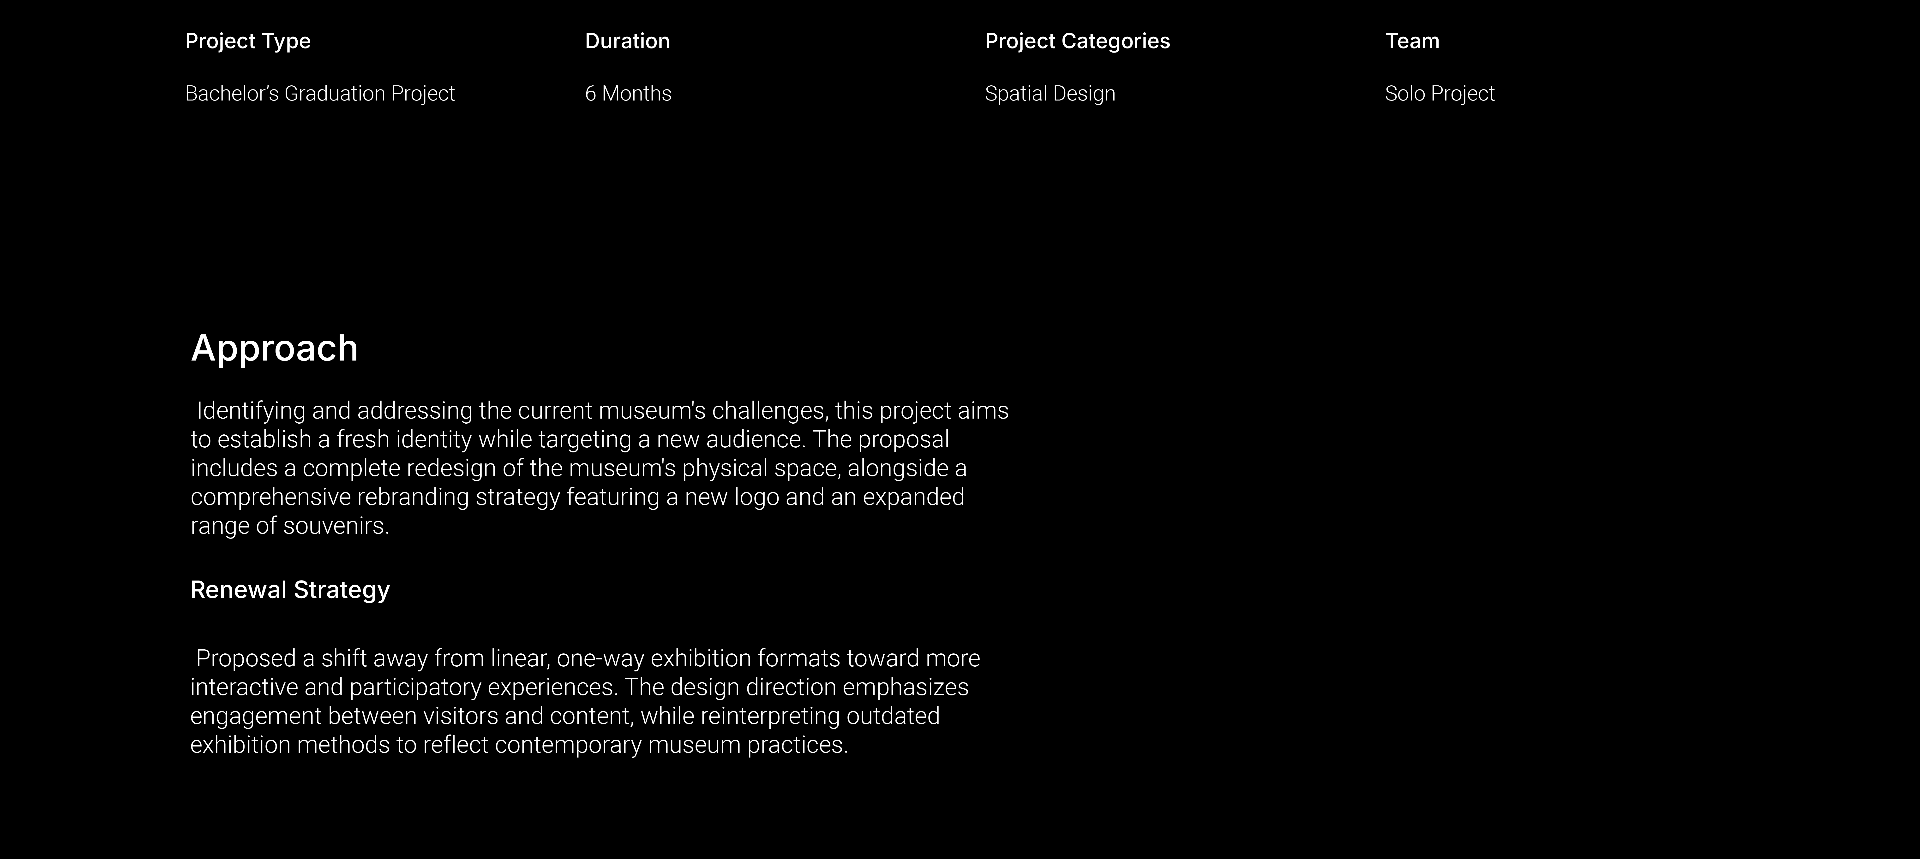 Project Type
Duration
Project Categories
Team
Bachelor's Graduation Project
6 Months
Spatial Design
Solo Project
Approach
Identifying and addressing the current museum's challenges, this project aims
to establish a fresh identity while targeting a new audience. The proposal
includes a complete redesign of the museum's physical space, alongside a
comprehensive rebranding strategy featuring a new logo and an expanded
range of souvenirs.
Renewal Strategy
Proposed a shift away from linear, one-way exhibition formats toward more
interactive and participatory experiences. The design direction emphasizes
engagement between visitors and content, while reinterpreting outdated
exhibition methods to reflect contemporary museum practices.